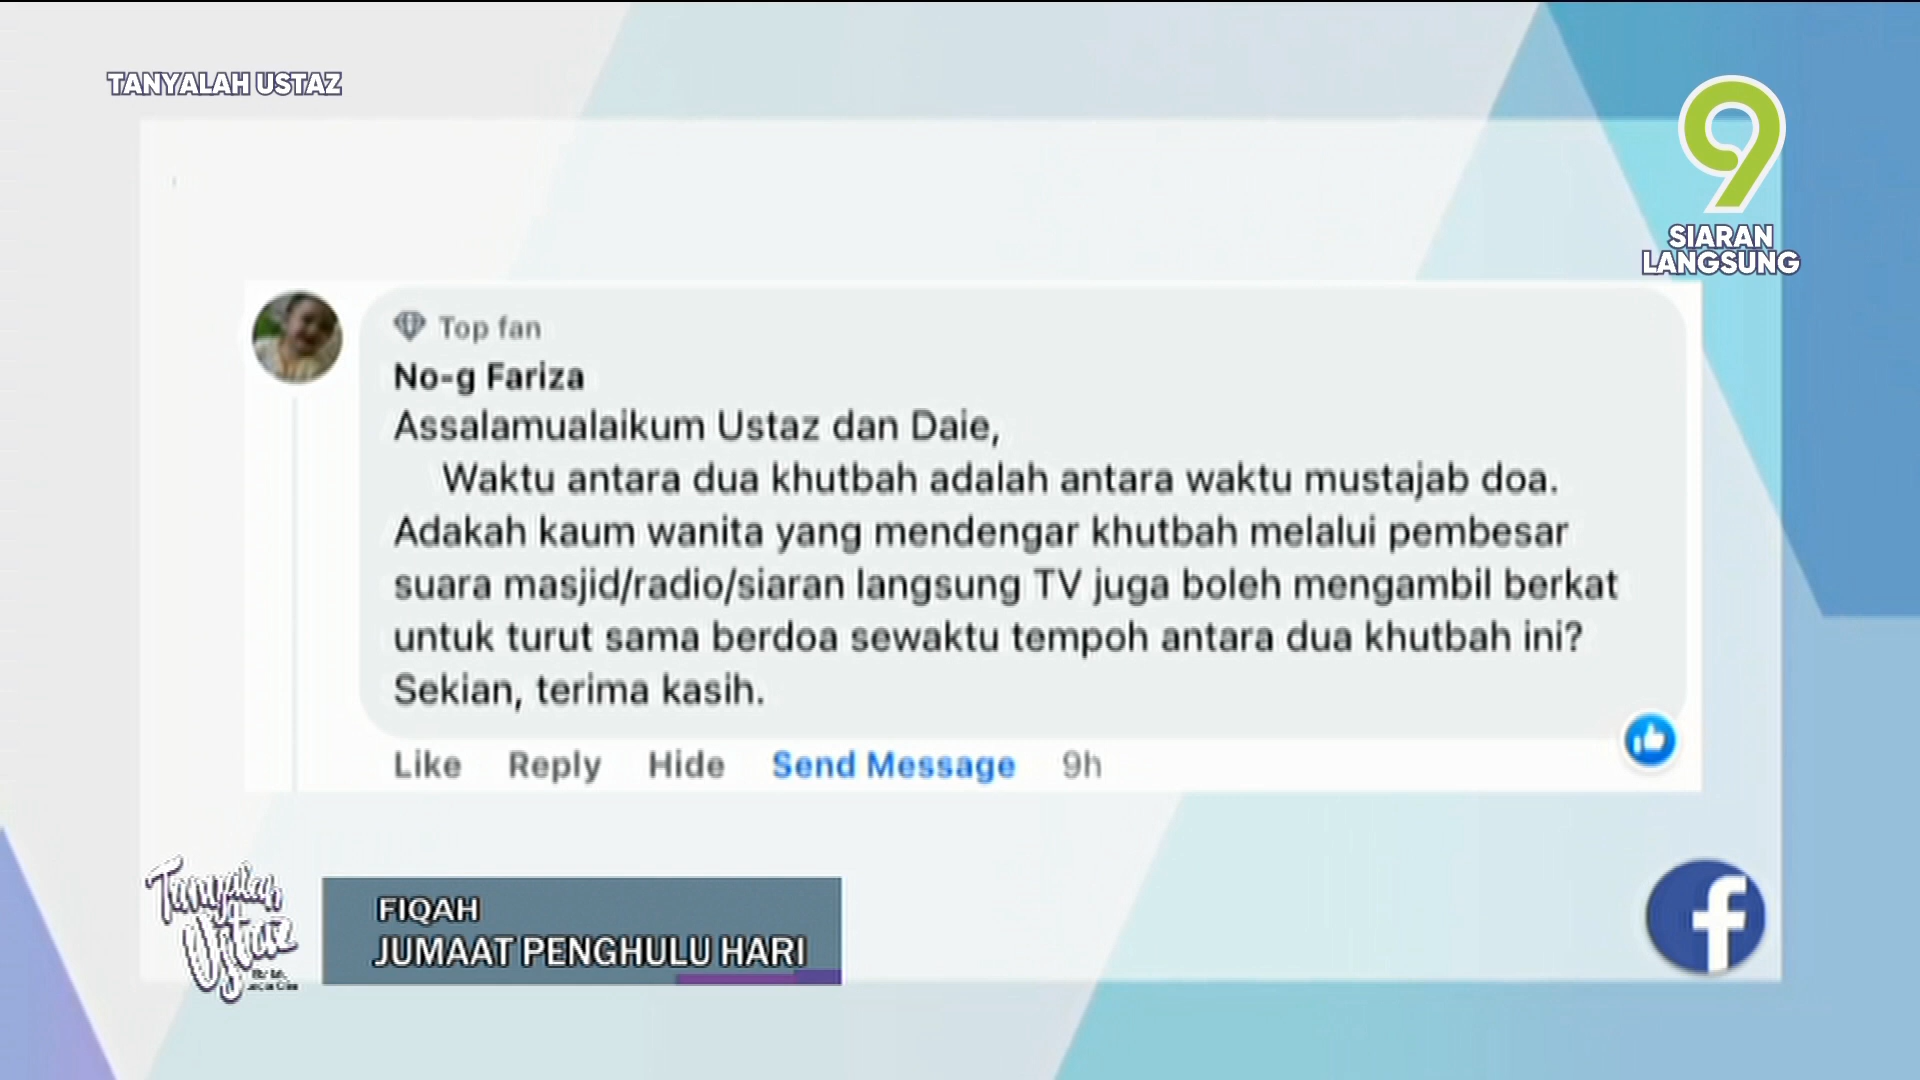 TANYALAH USTAZ
9
SIARAN
LANGSUNG
Top fan
No-g Fariza
Assalamualaikum Ustaz dan Daie,
Waktu antara dua khutbah adalah antara waktu mustajab doa.
Adakah kaum wanita yang mendengar khutbah melalui pembesar
suara masjid/radio/siaran langsung TV juga boleh mengambil berkat
untuk turut sama berdoa sewaktu tempoh antara dua khutbah ini?
Sekian, terima kasih.
Like Reply Hide Send Message 9h
Tanyalah
Ustaz
FIQAH
JUMAAT PENGHULU HARI
f